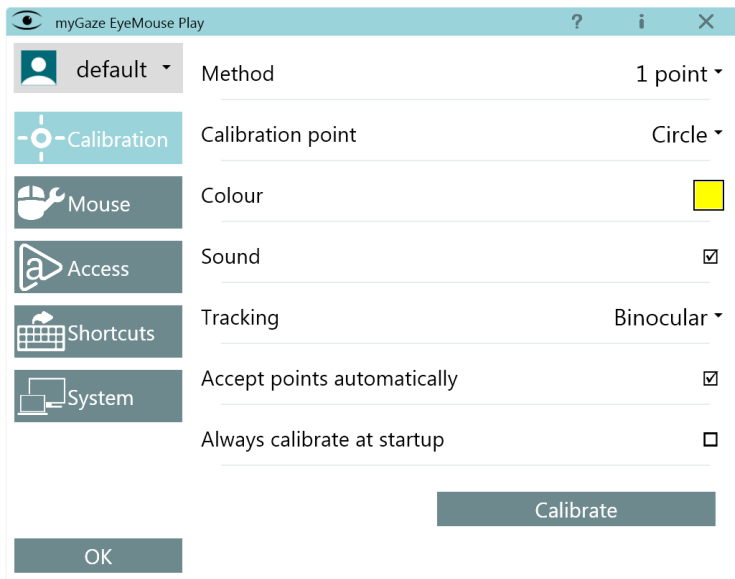 myGaze EyeMouse Play
? i
default
Calibration
Mouse
a Access
Shortcuts
System
OK
Method 1 point
Calibration point Circle
Colour
Sound
Tracking Binocular
Accept points automatically
Always calibrate at startup
Calibrate